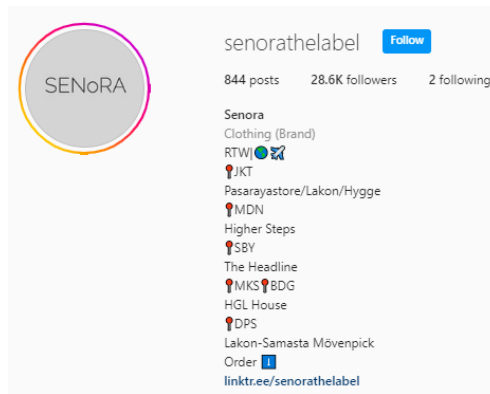 SENoRA
senorathelabel Follow
844 posts 28.6K followers 2 following
Senora
Clothing (Brand)
RTW|🌎✈️
📍JKT
Pasarayastore/Lakon/Hygge
📍MDN
Higher Steps
📍SBY
The Headline
📍MKS📍BDG
HGL House
📍DPS
Lakon-Samasta Mövenpick
Order ⬇️
linktr.ee/senorathelabel